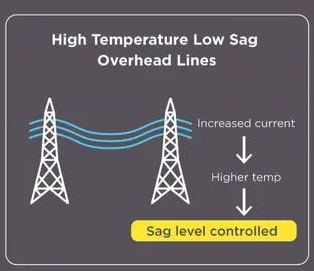 High Temperature Low Sag
Overhead Lines
Increased current
Higher temp
Sag level controlled